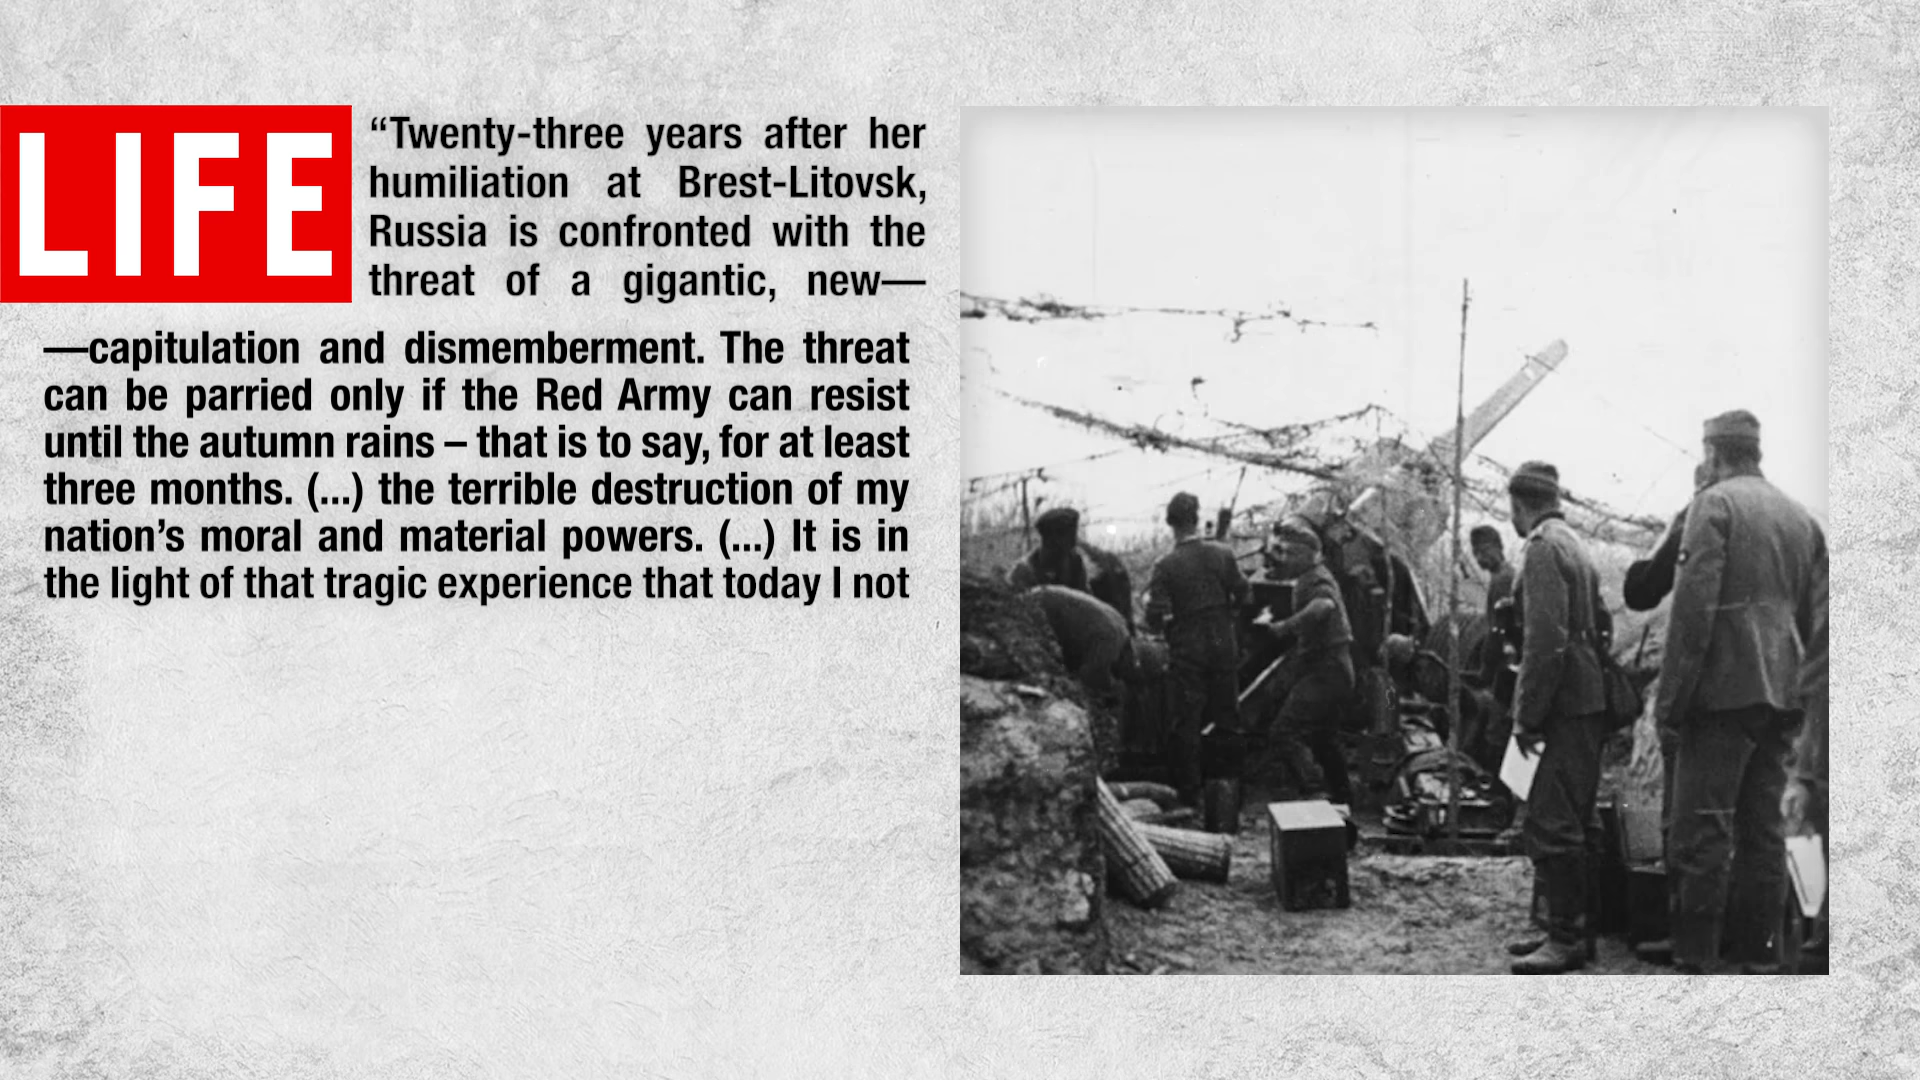 LIFE
“Twenty-three years after her
humiliation at Brest-Litovsk,
Russia is confronted with the
threat of a gigantic, new—
—capitulation and dismemberment. The threat
can be parried only if the Red Army can resist
until the autumn rains – that is to say, for at least
three months. (...) the terrible destruction of my
nation’s moral and material powers. (...) It is in
the light of that tragic experience that today I not